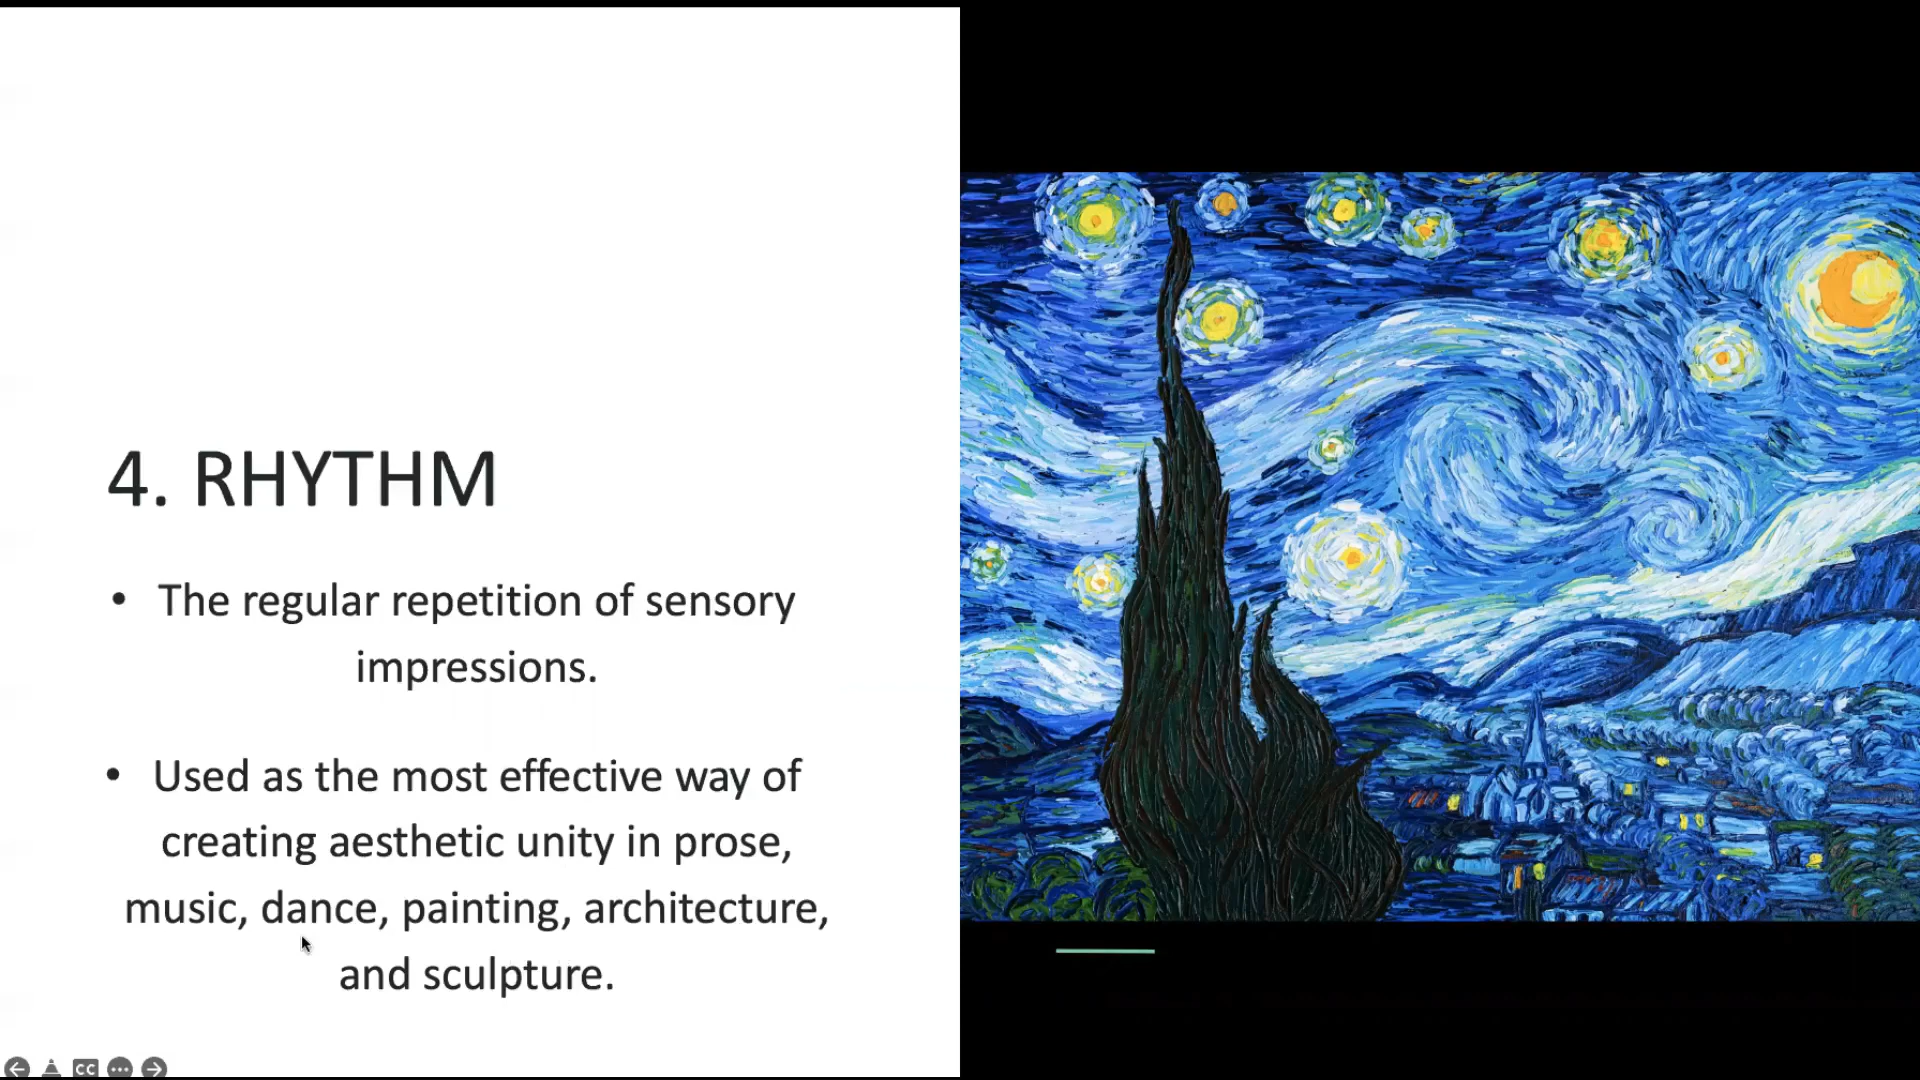 4. RHYTHM
• The regular repetition of sensory
impressions.
• Used as the most effective way of
creating aesthetic unity in prose,
music, dance, painting, architecture,
and sculpture.
CC